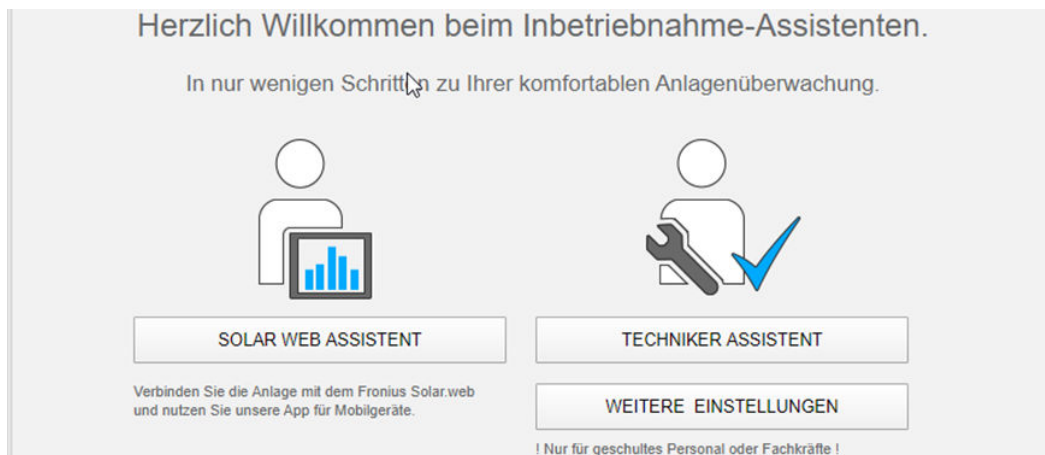 Herzlich Willkommen beim Inbetriebnahme-Assistenten.
In nur wenigen Schritten zu Ihrer komfortablen Anlagenüberwachung.
SOLAR WEB ASSISTENT
Verbinden Sie die Anlage mit dem Fronius Solar.web
und nutzen Sie unsere App für Mobilgeräte.
TECHNIKER ASSISTENT
WEITERE EINSTELLUNGEN
! Nur für geschultes Personal oder Fachkräfte !